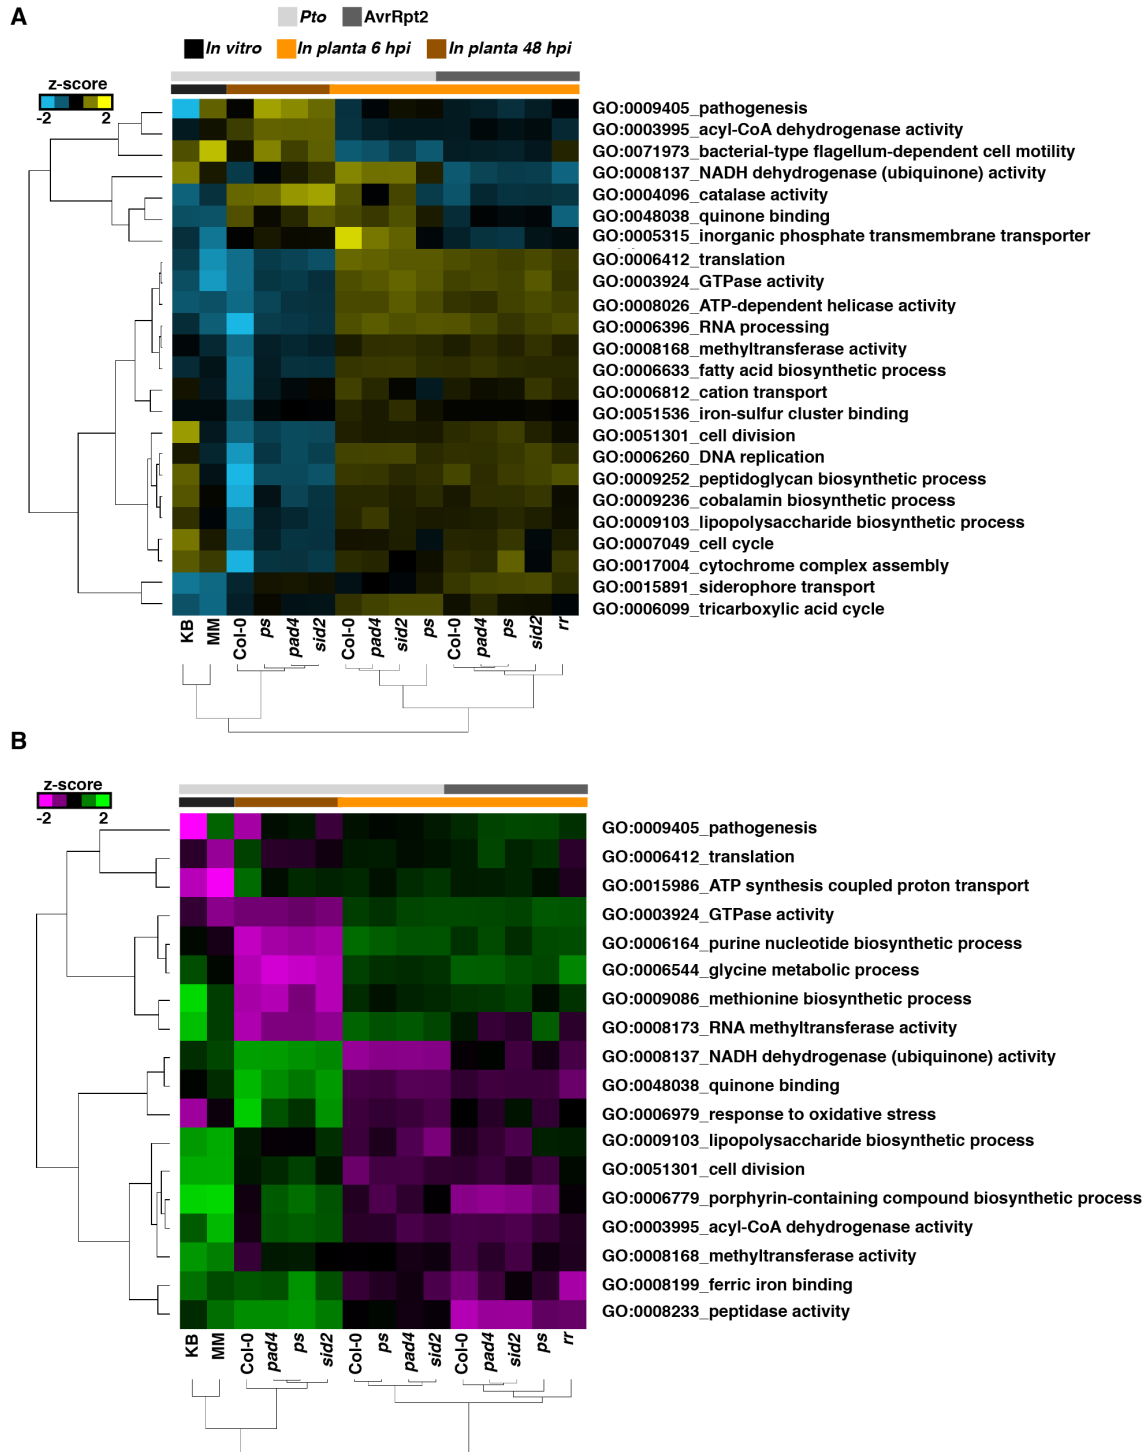 A
Pto AvrRpt2
In vitro In planta 6 hpi In planta 48 hpi
z-score
-2 2
GO:0009405_pathogenesis
GO:0003995_acyl-CoA dehydrogenase activity
GO:0071973_bacterial-type flagellum-dependent cell motility
GO:0008137_NADH dehydrogenase (ubiquinone) activity
GO:0004096_catalase activity
GO:0048038_quinone binding
GO:0005315_inorganic phosphate transmembrane transporter
GO:0006412_translation
GO:0003924_GTPase activity
GO:0008026_ATP-dependent helicase activity
GO:0006396_RNA processing
GO:0008168_methyltransferase activity
GO:0006633_fatty acid biosynthetic process
GO:0006812_cation transport
GO:0051536_iron-sulfur cluster binding
GO:0051301_cell division
GO:0006260_DNA replication
GO:0009252_peptidoglycan biosynthetic process
GO:0009236_cobalamin biosynthetic process
GO:0009103_lipopolysaccharide biosynthetic process
GO:0007049_cell cycle
GO:0017004_cytochrome complex assembly
GO:0015891_siderophore transport
GO:0006099_tricarboxylic acid cycle
KB MM Col-0 ps pad4 sid2 Col-0 pad4 sid2 ps Col-0 pad4 ps sid2 rr
B
z-score
-2 2
GO:0009405_pathogenesis
GO:0006412_translation
GO:0015986_ATP synthesis coupled proton transport
GO:0003924_GTPase activity
GO:0006164_purine nucleotide biosynthetic process
GO:0006544_glycine metabolic process
GO:0009086_methionine biosynthetic process
GO:0008173_RNA methyltransferase activity
GO:0008137_NADH dehydrogenase (ubiquinone) activity
GO:0048038_quinone binding
GO:0006979_response to oxidative stress
GO:0009103_lipopolysaccharide biosynthetic process
GO:0051301_cell division
GO:0006779_porphyrin-containing compound biosynthetic process
GO:0003995_acyl-CoA dehydrogenase activity
GO:0008168_methyltransferase activity
GO:0008199_ferric iron binding
GO:0008233_peptidase activity
KB MM Col-0 pad4 ps sid2 Col-0 ps pad4 sid2 Col-0 pad4 sid2 ps rr